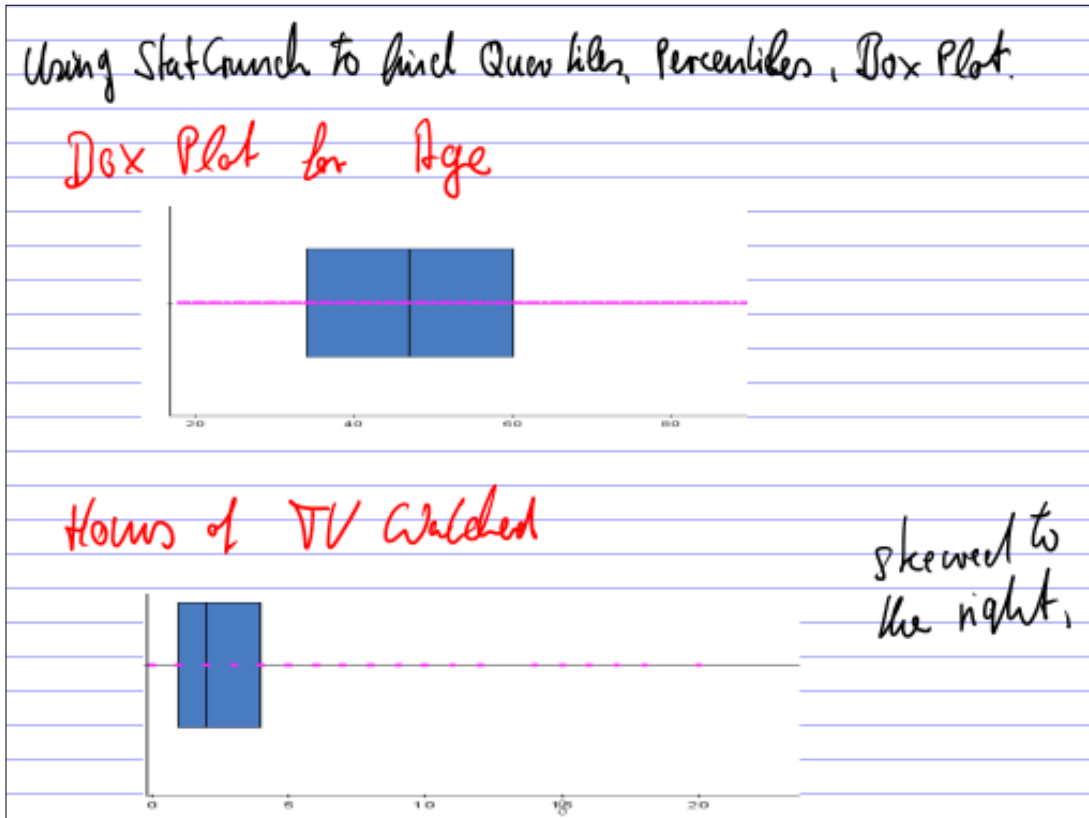 Using StatCrunch to find Quartiles, Percentiles, Box Plot.
Box Plot for Age
20 40 60 80
Hours of TV Watched
skewed to
the right,
0 5 10 15 20